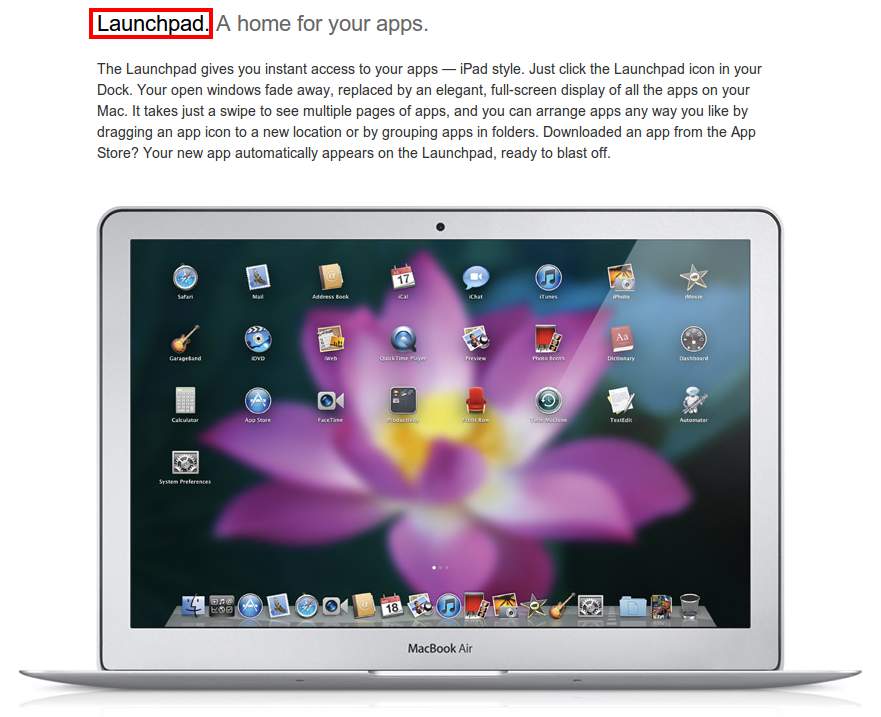 Launchpad. A home for your apps.
The Launchpad gives you instant access to your apps — iPad style. Just click the Launchpad icon in your
Dock. Your open windows fade away, replaced by an elegant, full-screen display of all the apps on your
Mac. It takes just a swipe to see multiple pages of apps, and you can arrange apps any way you like by
dragging an app icon to a new location or by grouping apps in folders. Downloaded an app from the App
Store? Your new app automatically appears on the Launchpad, ready to blast off.
17
Safari Mail Address Book iCal iChat iTunes iPhoto iMovie
Aa
GarageBand iDVD iWeb QuickTime Player Preview Photo Booth Dictionary Dashboard
Calculator App Store FaceTime Productivity Front Row Time Machine TextEdit Automator
System Preferences
18
MacBook Air